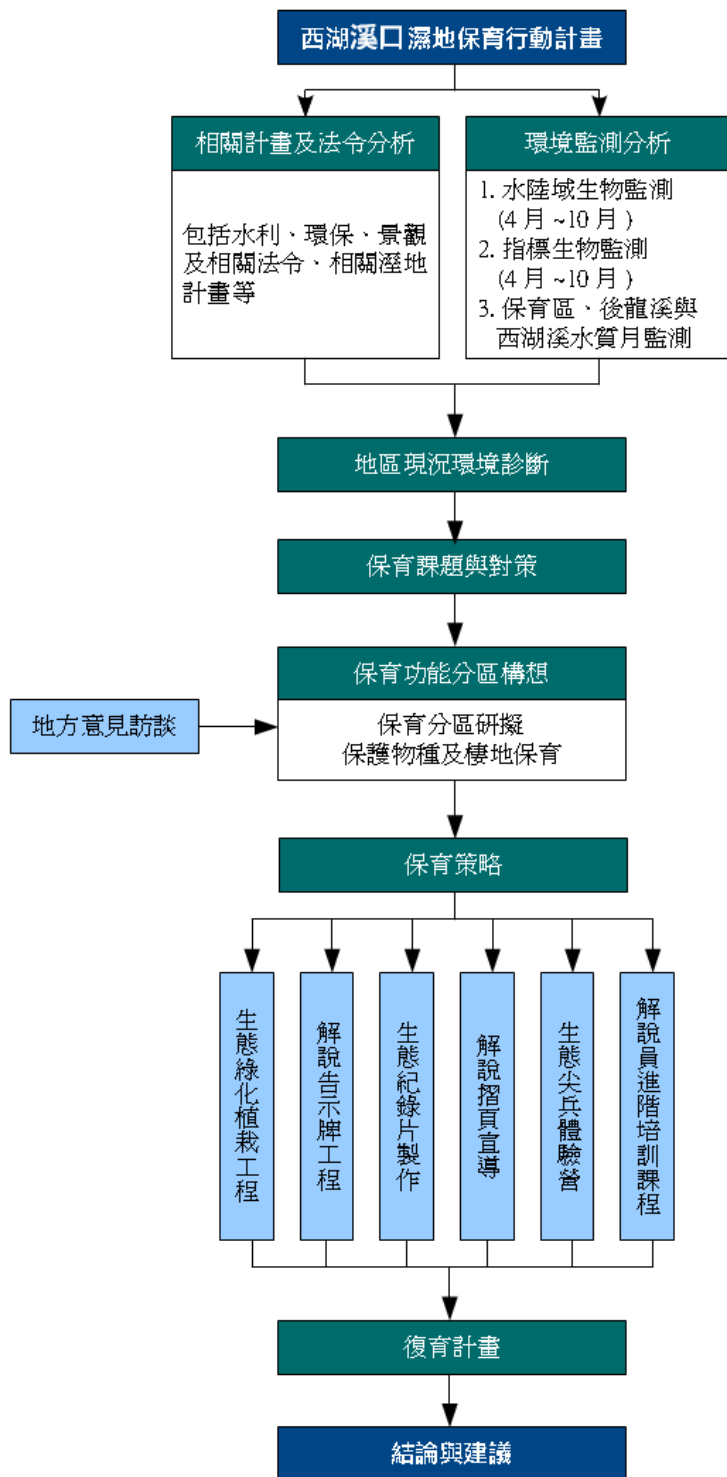 西湖溪口濕地保育行動計畫
相關計畫及法令分析
包括水利、環保、景觀
及相關法令、相關溼地
計畫等
環境監測分析
1. 水陸域生物監測
(4 月 ~10 月 )
2. 指標生物監測
(4 月 ~10 月 )
3. 保育區、後龍溪與
西湖溪水質月監測
地區現況環境診斷
保育課題與對策
保育功能分區構想
保育分區研擬
保護物種及棲地保育
地方意見訪談
保育策略
生態綠化植栽工程
解說告示牌工程
生態紀錄片製作
解說摺頁宣導
生態尖兵體驗營
解說員進階培訓課程
復育計畫
結論與建議